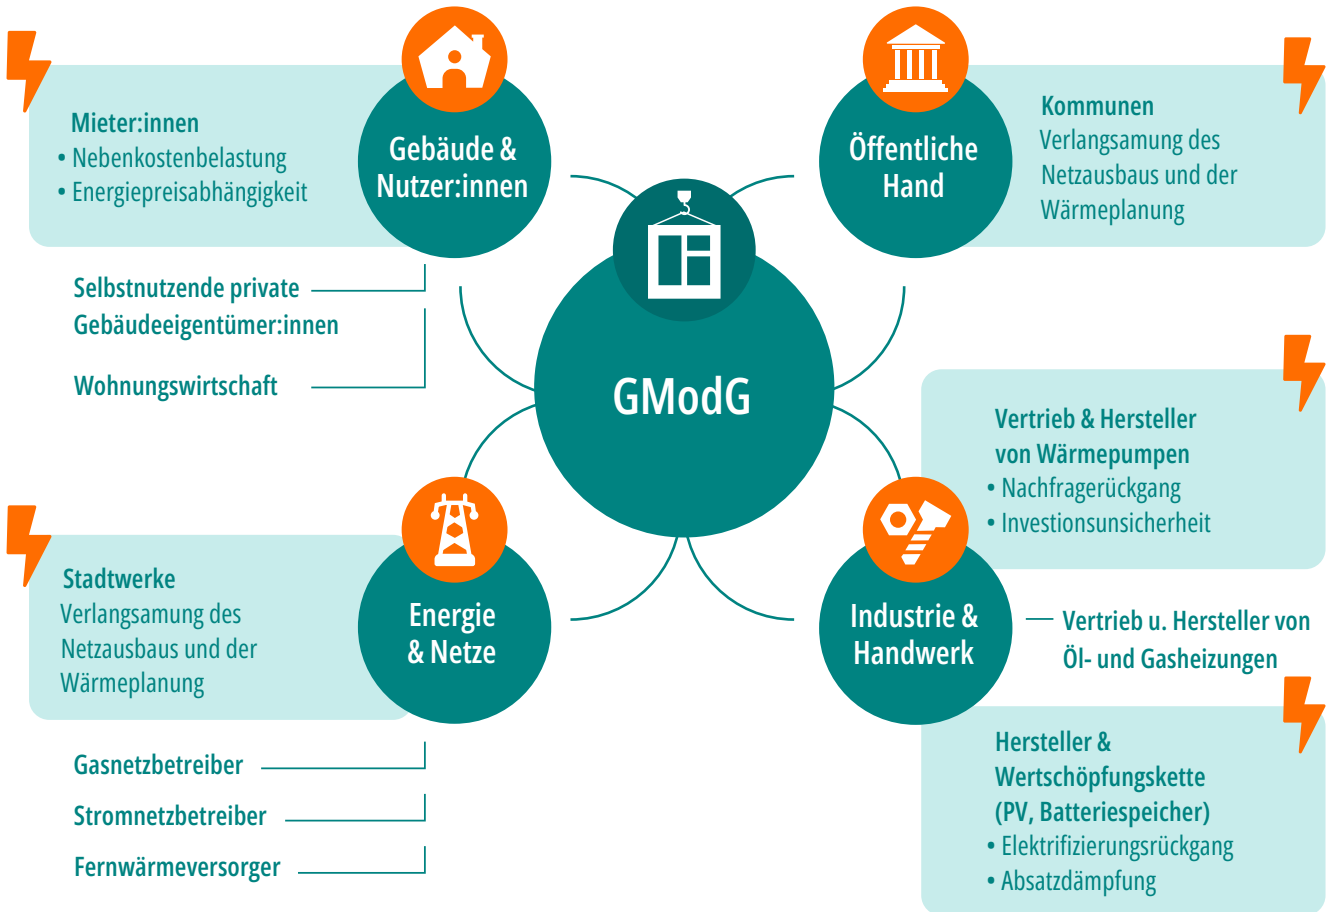 Mieter:innen
• Nebenkostenbelastung
• Energiepreisabhängigkeit
Gebäude &
Nutzer:innen
Selbstnutzende private
Gebäudeeigentümer:innen
Wohnungswirtschaft
Öffentliche
Hand
Kommunen
Verlangsamung des
Netzausbaus und der
Wärmeplanung
GModG
Vertrieb & Hersteller
von Wärmepumpen
• Nachfragerückgang
• Investionsunsicherheit
Stadtwerke
Verlangsamung des
Netzausbaus und der
Wärmeplanung
Energie
& Netze
Gasnetzbetreiber
Stromnetzbetreiber
Fernwärmeversorger
Industrie &
Handwerk
Vertrieb u. Hersteller von
Öl- und Gasheizungen
Hersteller &
Wertschöpfungskette
(PV, Batteriespeicher)
• Elektrifizierungsrückgang
• Absatzdämpfung